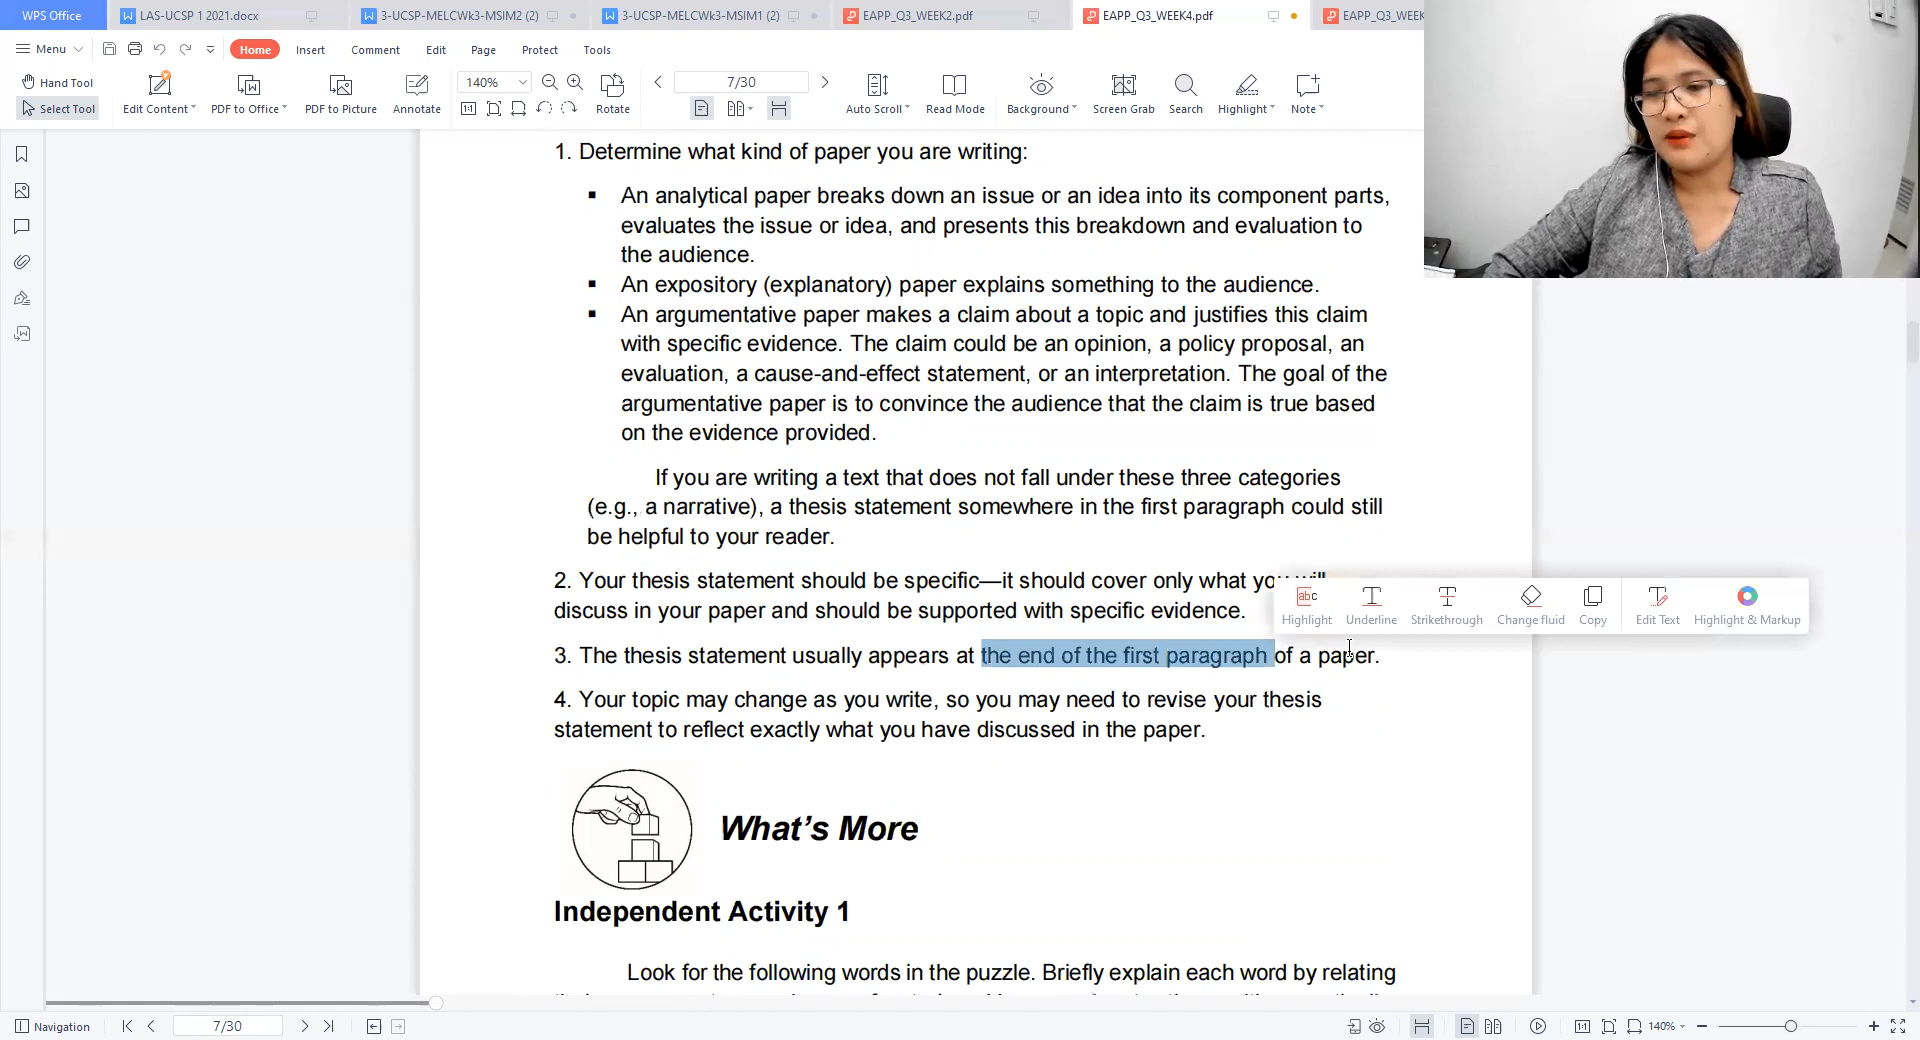 WPS Office
LAS-UCSP 1 2021.docx
3-UCSP-MELCWk3-MSIM2 (2)
3-UCSP-MELCWk3-MSIM1 (2)
EAPP_Q3_WEEK2.pdf
EAPP_Q3_WEEK4.pdf
EAPP_Q3_WEEK
Menu
Home
Insert
Comment
Edit
Page
Protect
Tools
Hand Tool
Select Tool
Edit Content
PDF to Office
PDF to Picture
Annotate
140%
Rotate
7/30
Auto Scroll
Read Mode
Background
Screen Grab
Search
Highlight
Note
1. Determine what kind of paper you are writing:
▪ An analytical paper breaks down an issue or an idea into its component parts,
evaluates the issue or idea, and presents this breakdown and evaluation to
the audience.
▪ An expository (explanatory) paper explains something to the audience.
▪ An argumentative paper makes a claim about a topic and justifies this claim
with specific evidence. The claim could be an opinion, a policy proposal, an
evaluation, a cause-and-effect statement, or an interpretation. The goal of the
argumentative paper is to convince the audience that the claim is true based
on the evidence provided.
If you are writing a text that does not fall under these three categories
(e.g., a narrative), a thesis statement somewhere in the first paragraph could still
be helpful to your reader.
2. Your thesis statement should be specific—it should cover only what you will
discuss in your paper and should be supported with specific evidence.
Highlight
Underline
Strikethrough
Change fluid
Copy
Edit Text
Highlight & Markup
3. The thesis statement usually appears at the end of the first paragraph of a paper.
4. Your topic may change as you write, so you may need to revise your thesis
statement to reflect exactly what you have discussed in the paper.
What's More
Independent Activity 1
Look for the following words in the puzzle. Briefly explain each word by relating
Navigation
7/30
140%